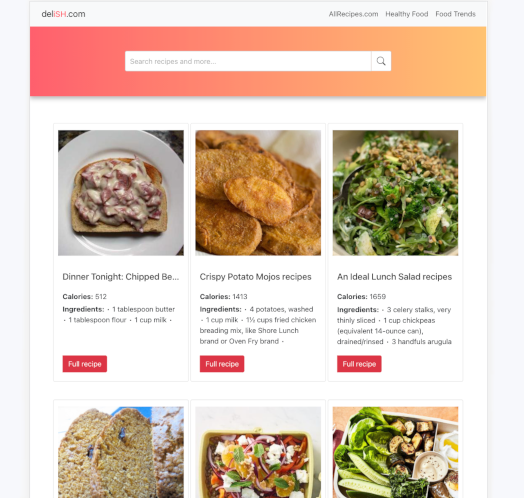 delISH.com
AllRecipes.com Healthy Food Food Trends
Search recipes and more...
Dinner Tonight: Chipped Be...
Calories: 512
Ingredients: · 1 tablespoon butter
· 1 tablespoon flour · 1 cup milk ·
Full recipe
Crispy Potato Mojos recipes
Calories: 1413
Ingredients: · 4 potatoes, washed
· 1 cup milk · 1½ cups fried chicken
breading mix, like Shore Lunch
brand or Oven Fry brand ·
Full recipe
An Ideal Lunch Salad recipes
Calories: 1659
Ingredients: · 3 celery stalks, very
thinly sliced · 1 cup chickpeas
(equivalent 14-ounce can),
drained/rinsed · 3 handfuls arugula
Full recipe